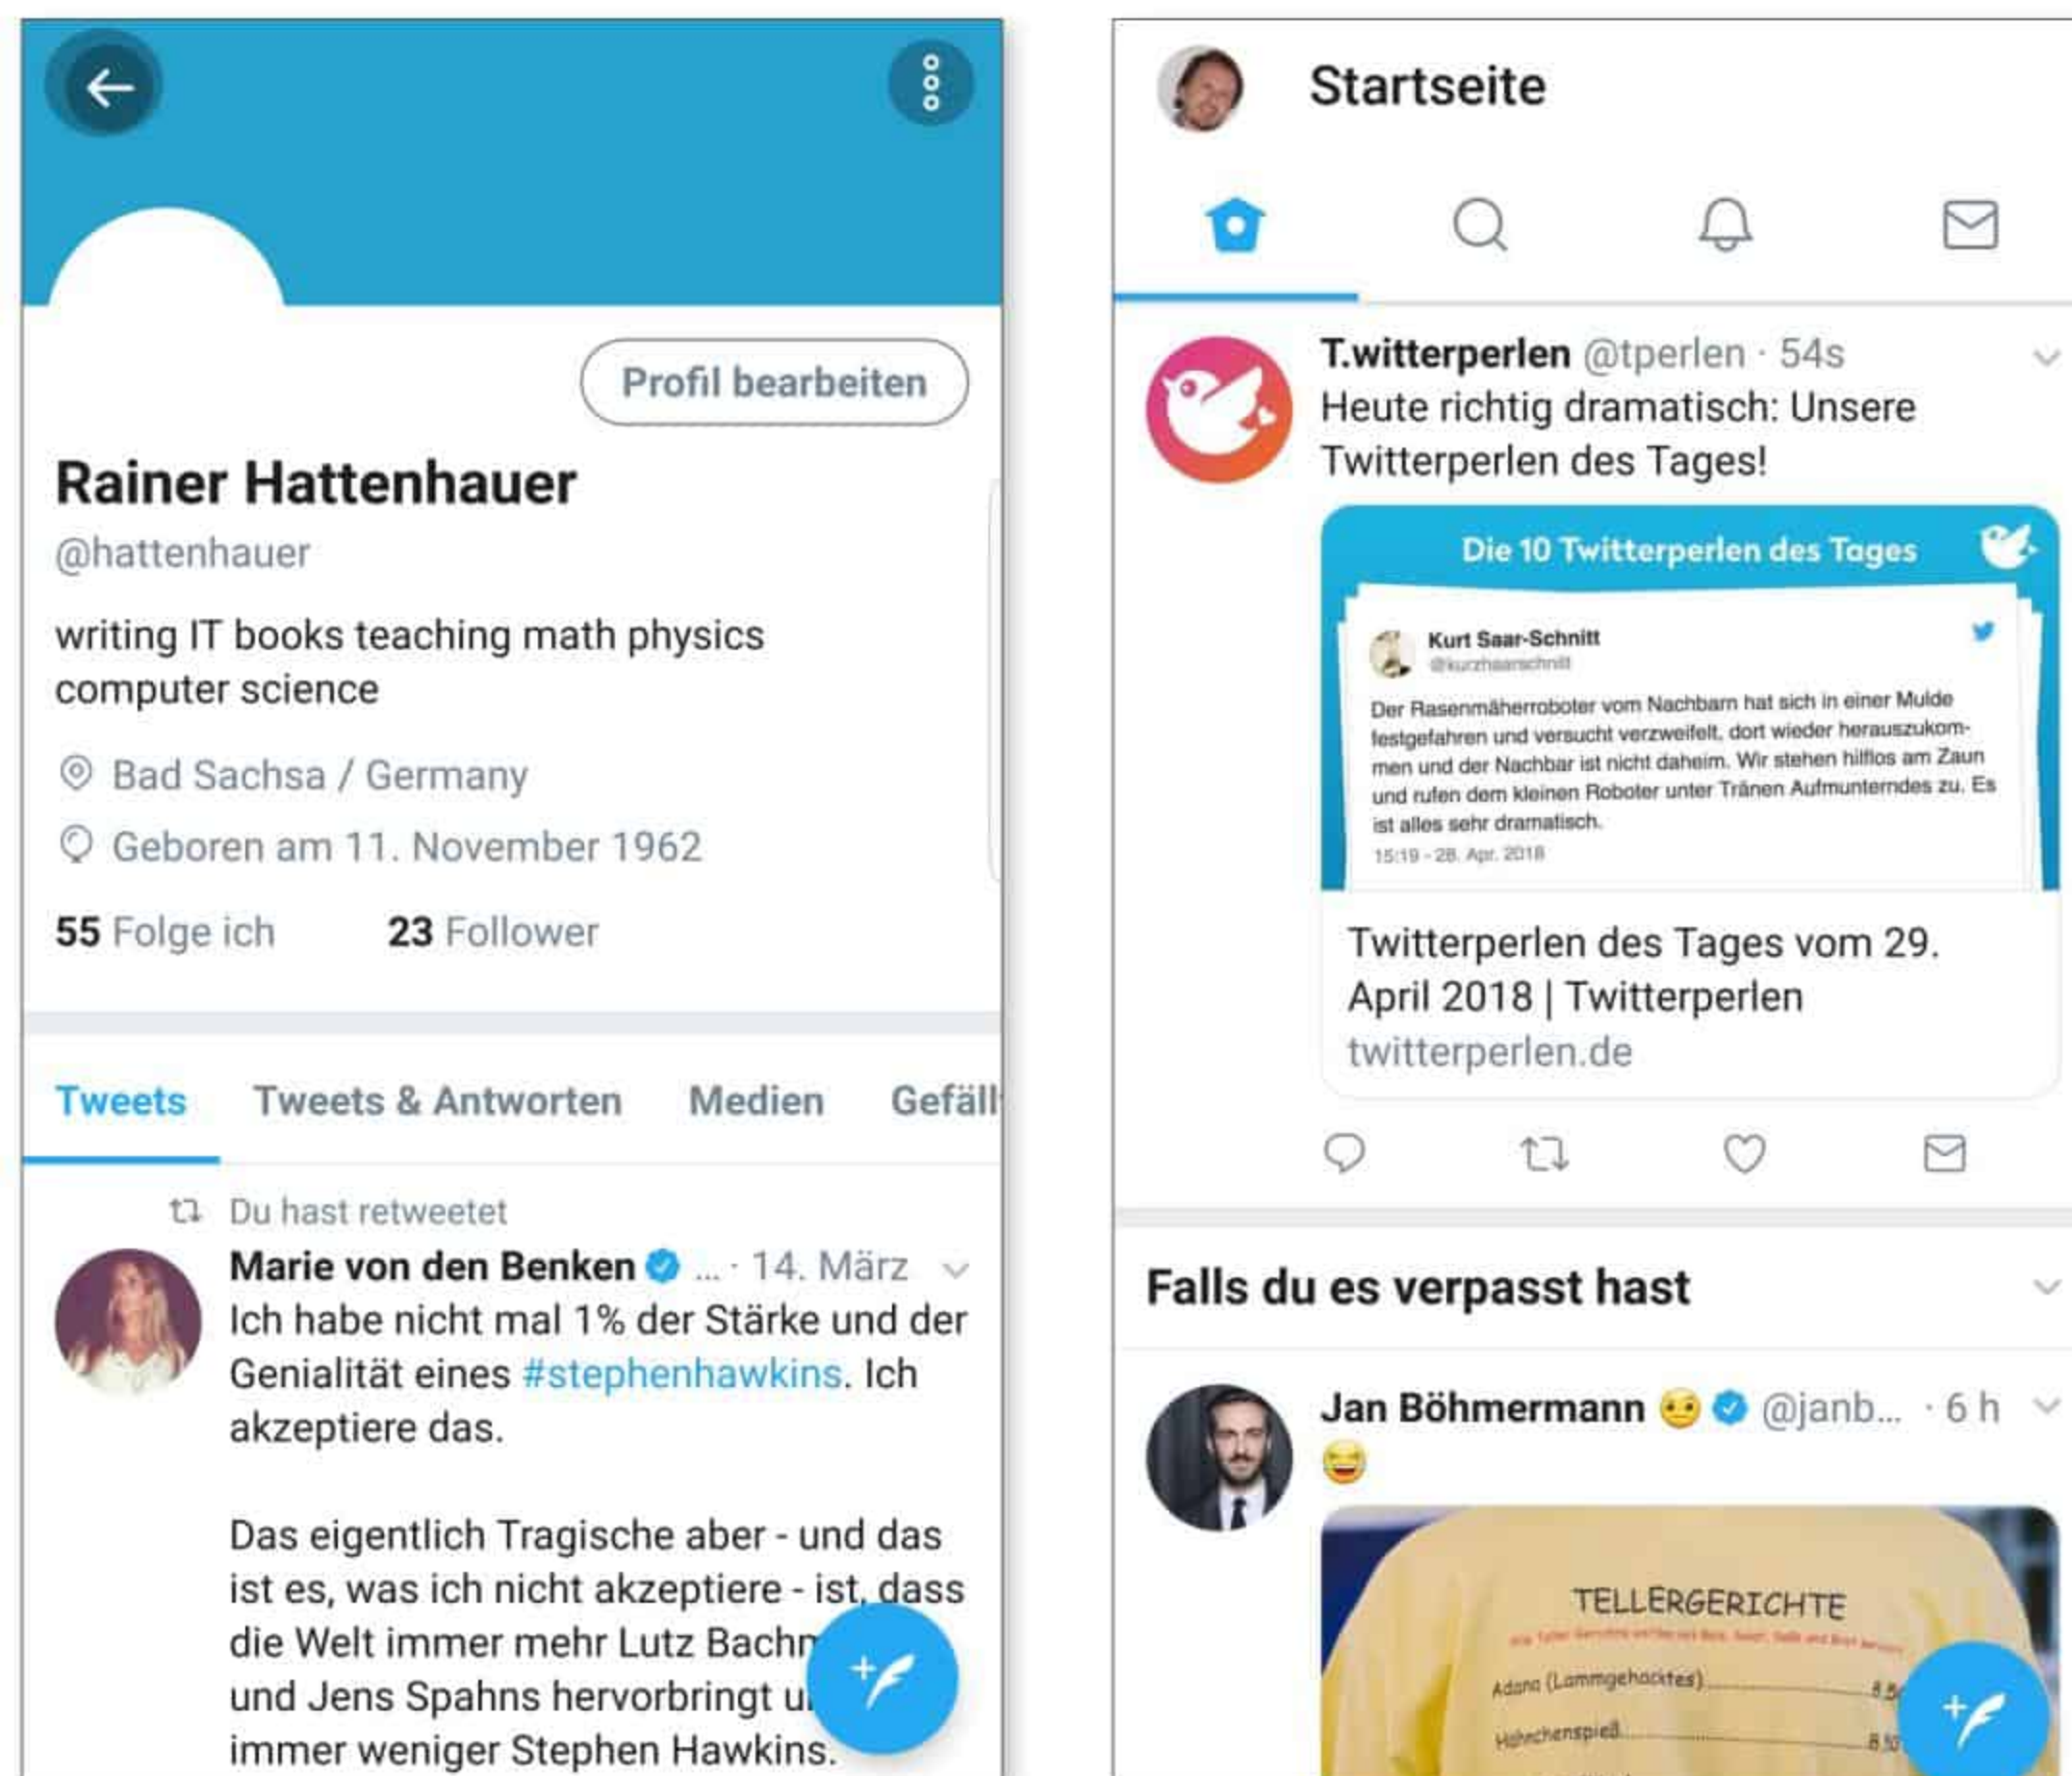 Profil bearbeiten
Rainer Hattenhauer
@hattenhauer
writing IT books teaching math physics
computer science
Bad Sachsa / Germany
Geboren am 11. November 1962
55 Folge ich 23 Follower
Tweets Tweets & Antworten Medien Gefäll
Du hast retweetet
Marie von den Benken ... · 14. März
Ich habe nicht mal 1% der Stärke und der
Genialität eines #stephenhawkins. Ich
akzeptiere das.
Das eigentlich Tragische aber - und das
ist es, was ich nicht akzeptiere - ist, dass
die Welt immer mehr Lutz Bachm
und Jens Spahns hervorbringt u
immer weniger Stephen Hawkins.
Startseite
T.witterperlen @tperlen · 54s
Heute richtig dramatisch: Unsere
Twitterperlen des Tages!
Die 10 Twitterperlen des Tages
Kurt Saar-Schnitt
@kurzhaarschnitt
Der Rasenmäherroboter vom Nachbarn hat sich in einer Mulde
festgefahren und versucht verzweifelt, dort wieder herauszukom-
men und der Nachbar ist nicht daheim. Wir stehen hilflos am Zaun
und rufen dem kleinen Roboter unter Tränen Aufmunterndes zu. Es
ist alles sehr dramatisch.
15:19 - 28. Apr. 2018
Twitterperlen des Tages vom 29.
April 2018 | Twitterperlen
twitterperlen.de
Falls du es verpasst hast
Jan Böhmermann 🤨 @janb... · 6 h
😂
TELLERGERICHTE
Adana (Lammgehacktes) 8.5
Hähnchenspieß 8.50